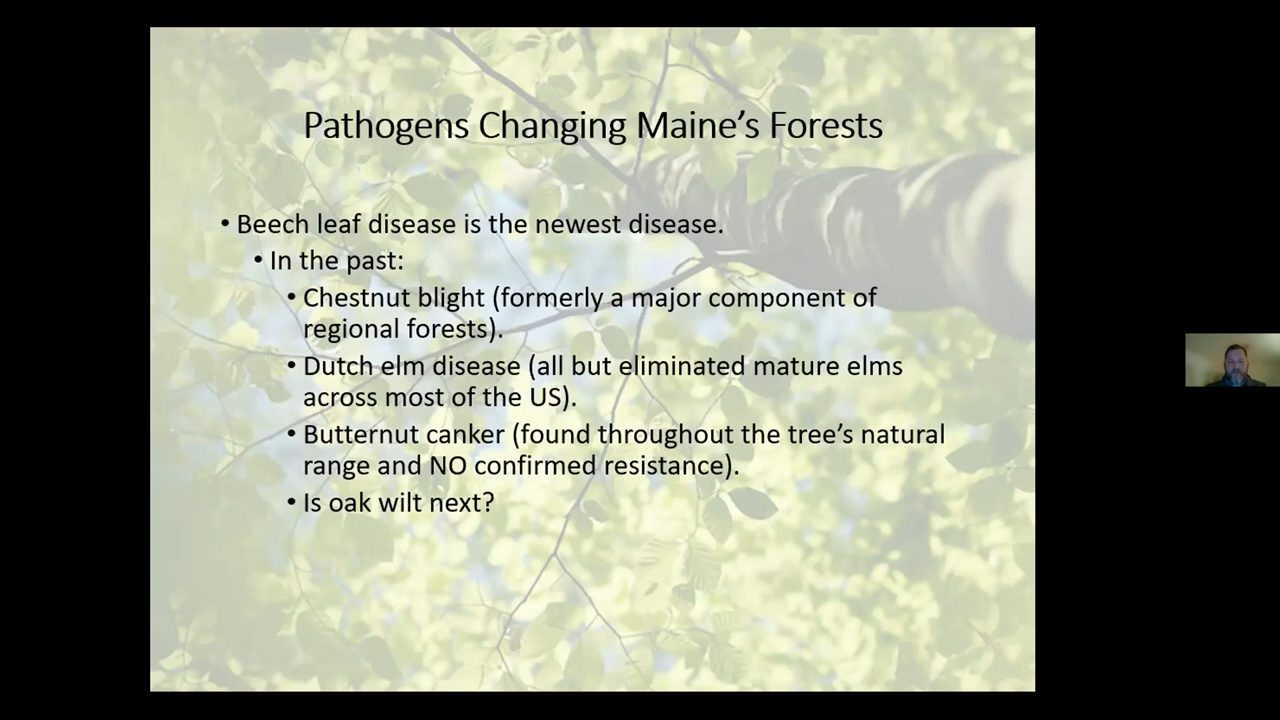 Pathogens Changing Maine’s Forests
• Beech leaf disease is the newest disease.
• In the past:
• Chestnut blight (formerly a major component of
regional forests).
• Dutch elm disease (all but eliminated mature elms
across most of the US).
• Butternut canker (found throughout the tree’s natural
range and NO confirmed resistance).
• Is oak wilt next?